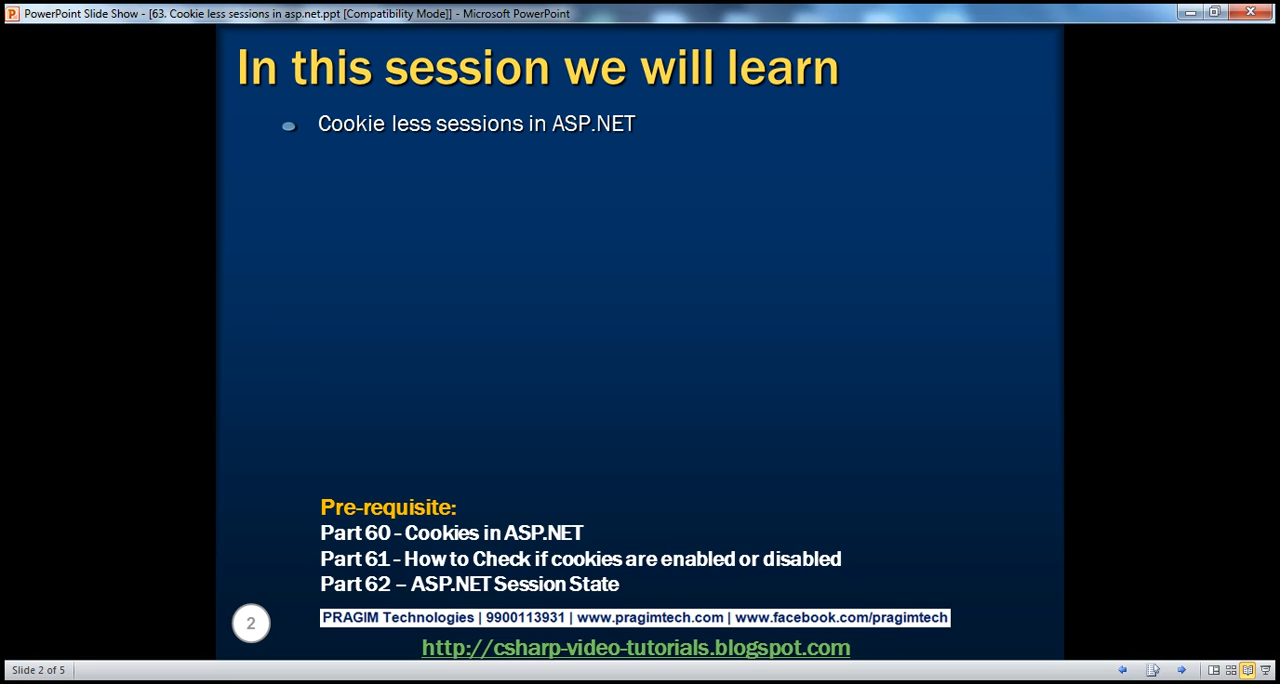 PowerPoint Slide Show - [63. Cookie less sessions in asp.net.ppt [Compatibility Mode]] - Microsoft PowerPoint
In this session we will learn
Cookie less sessions in ASP.NET
Pre-requisite:
Part 60 - Cookies in ASP.NET
Part 61 - How to Check if cookies are enabled or disabled
Part 62 – ASP.NET Session State
PRAGIM Technologies | 9900113931 | www.pragimtech.com | www.facebook.com/pragimtech
2
http://csharp-video-tutorials.blogspot.com
Slide 2 of 5